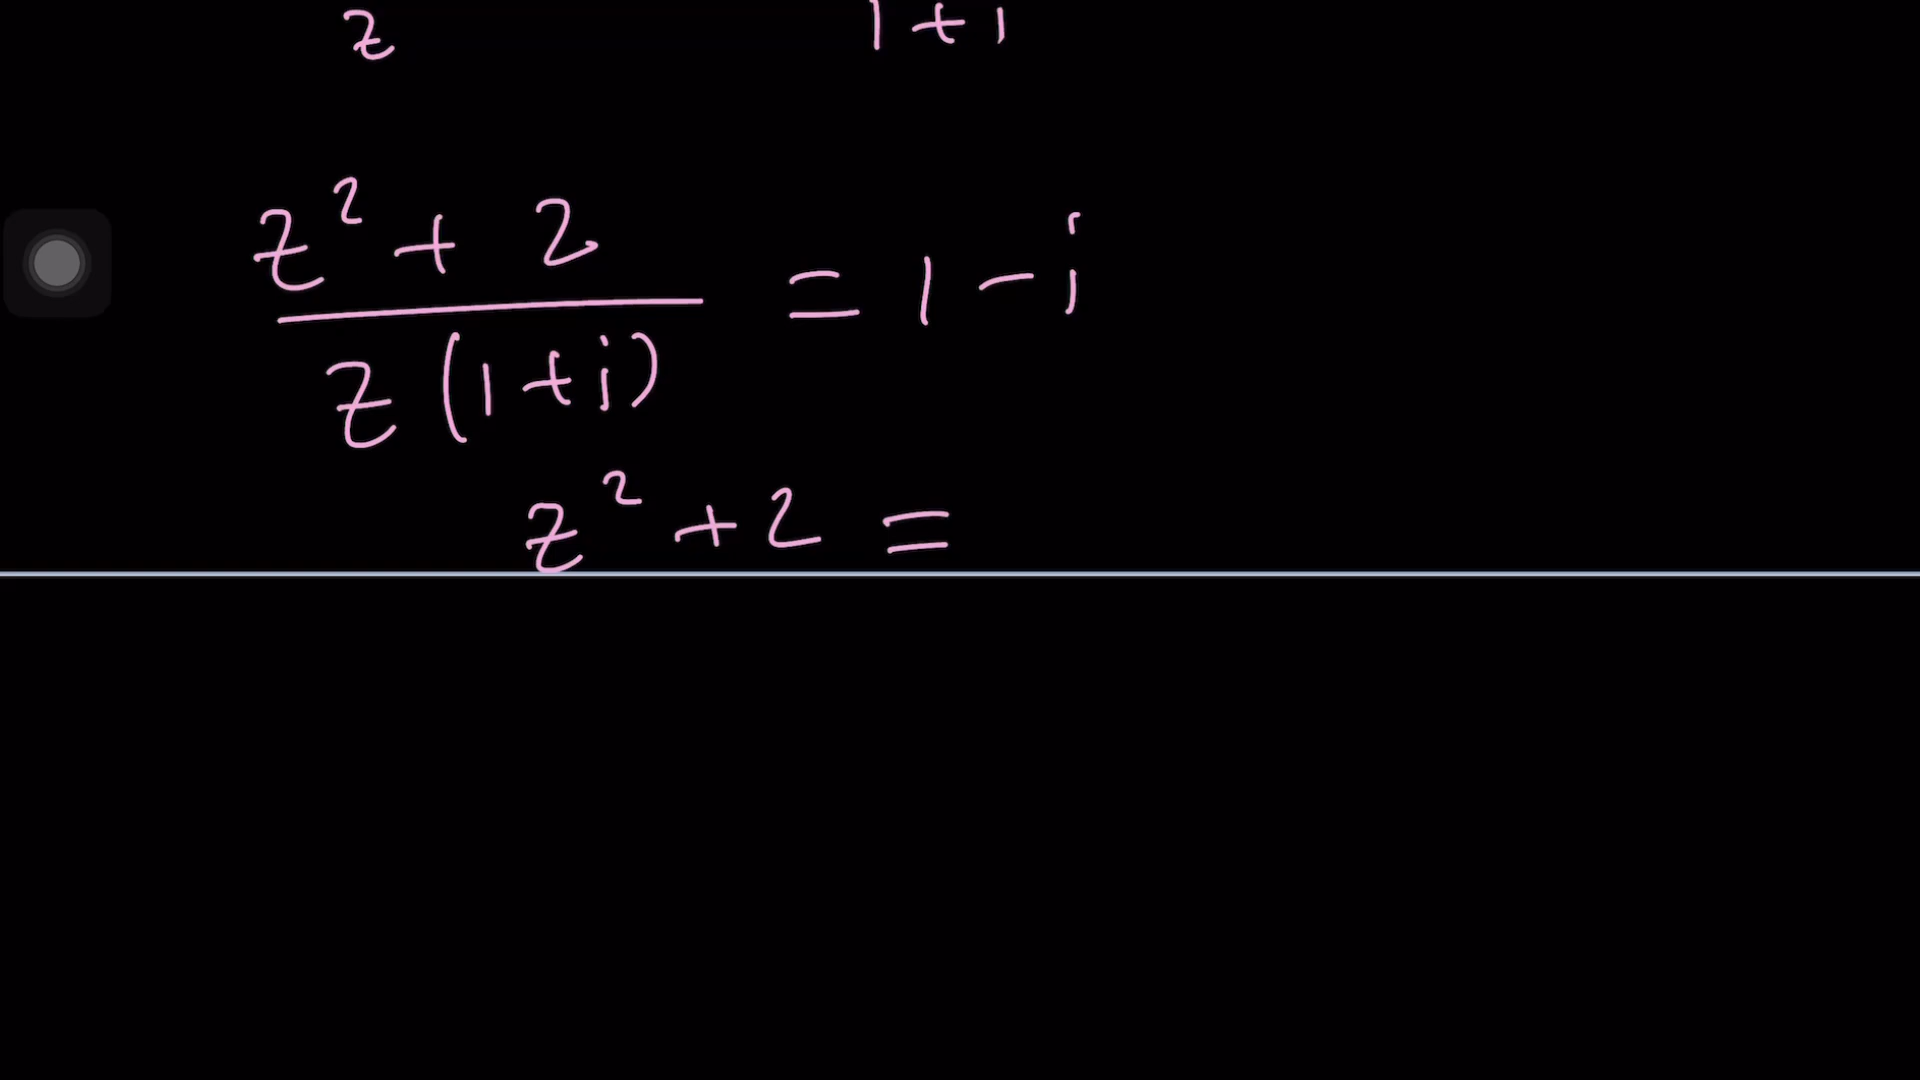 z 1 + i
z² + 2
= 1 - i
z (1 + i)
z² + 2 =